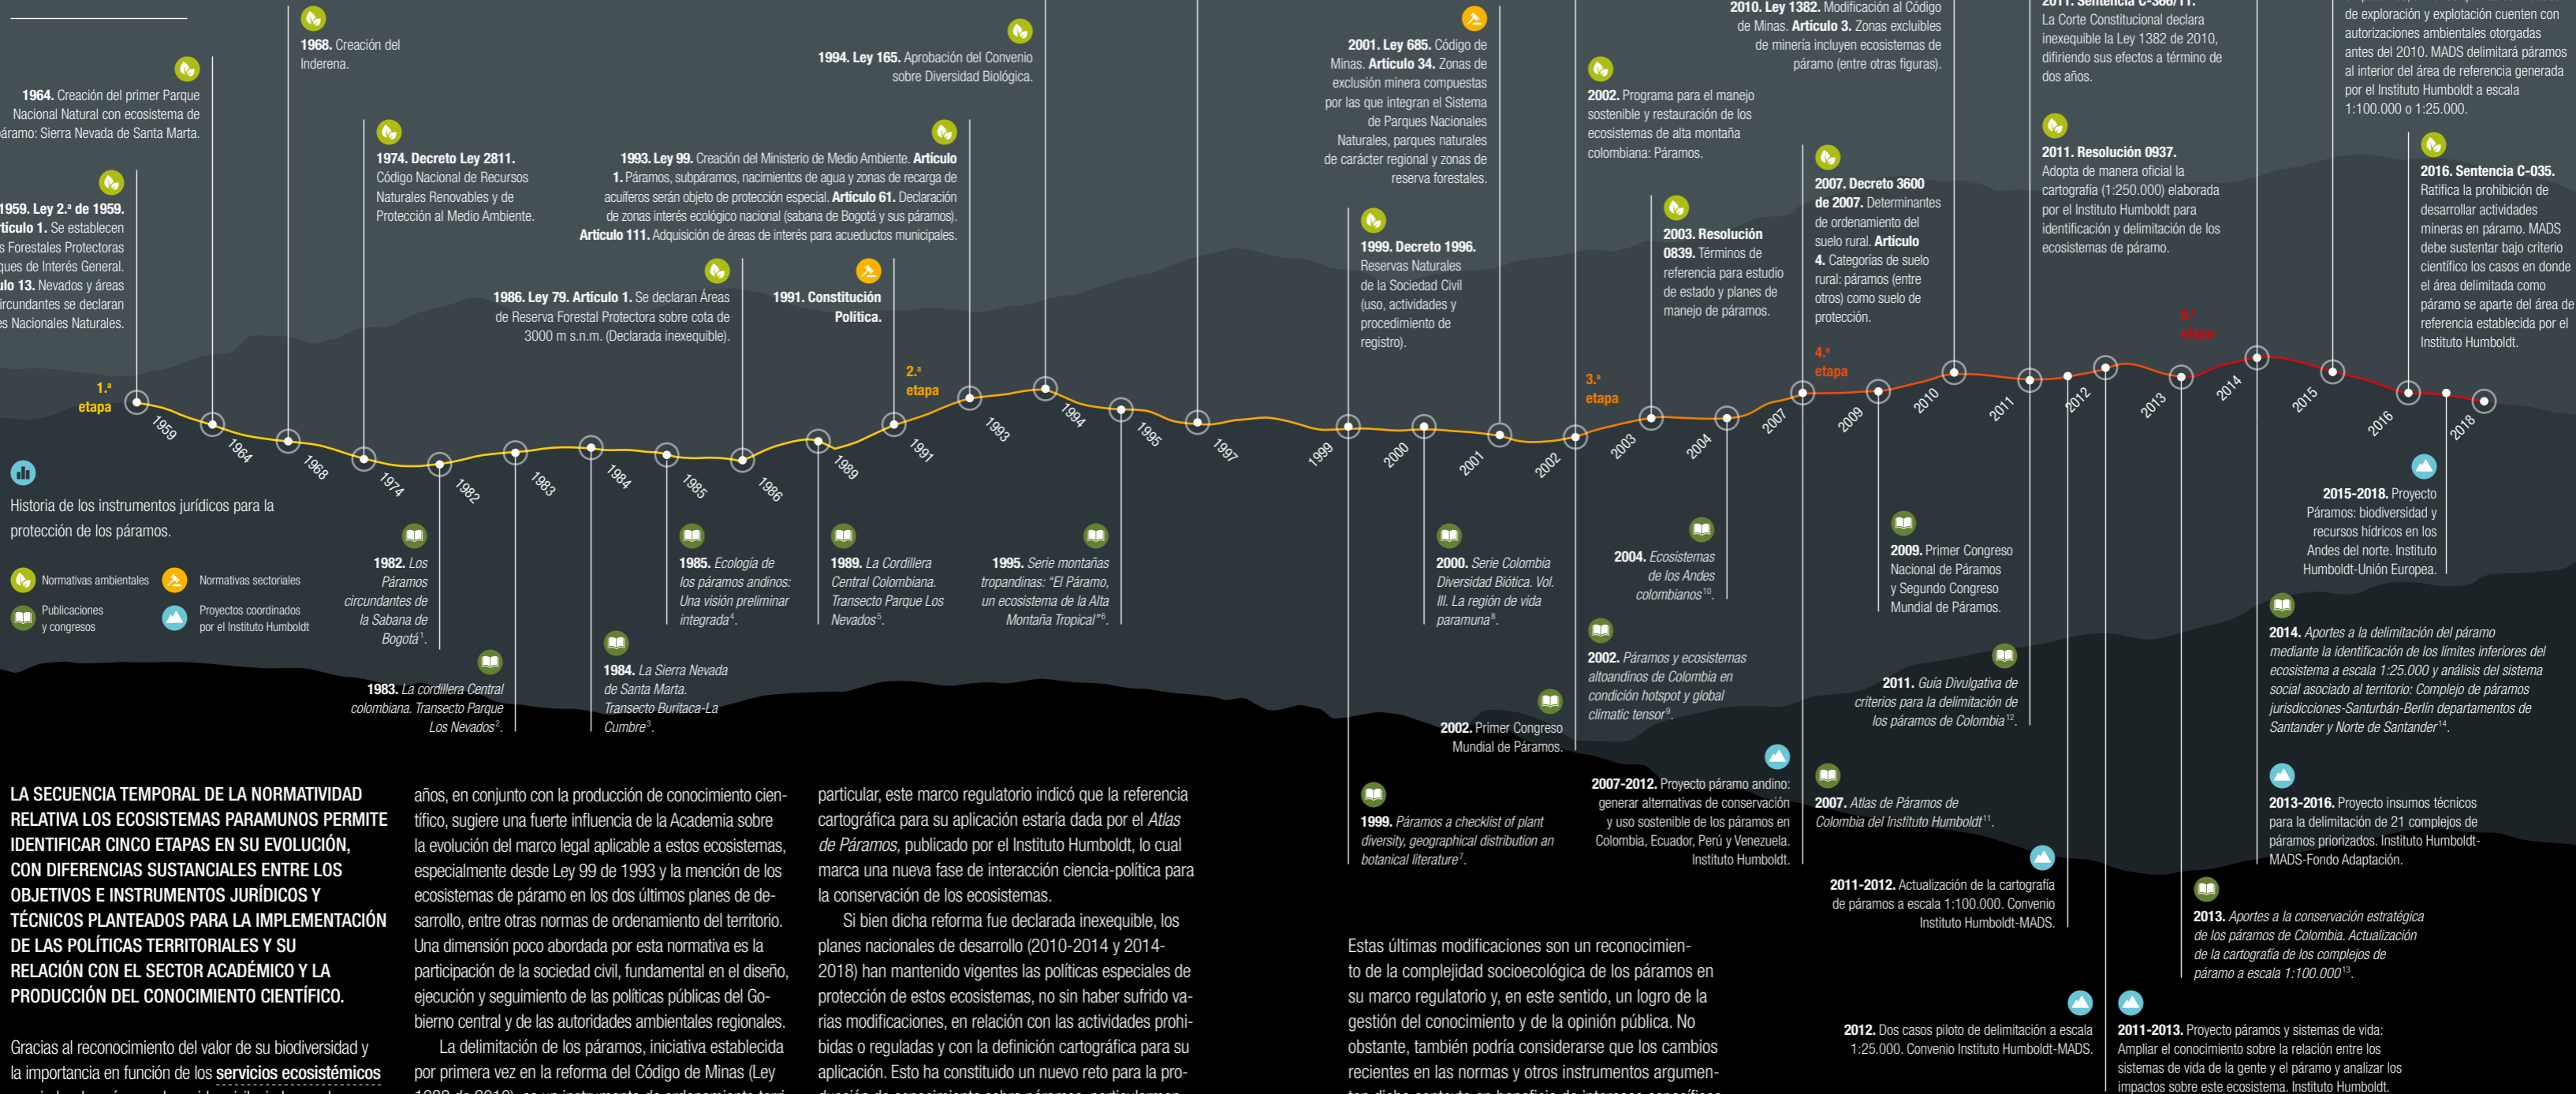 1968. Creación del
Inderena.
1964. Creación del primer Parque
Nacional Natural con ecosistema de
páramo: Sierra Nevada de Santa Marta.
1959. Ley 2.ª de 1959.
1. Se establecen
Forestales Protectoras
de Interés General.
13. Nevados y áreas
se declaran
Nacionales Naturales.
1974. Decreto Ley 2811.
Código Nacional de Recursos
Naturales Renovables y de
Protección al Medio Ambiente.
1994. Ley 165. Aprobación del Convenio
sobre Diversidad Biológica.
1993. Ley 99. Creación del Ministerio de Medio Ambiente. Artículo
1. Páramos, subpáramos, nacimientos de agua y zonas de recarga de
acuíferos serán objeto de protección especial. Artículo 61. Declaración
de zonas interés ecológico nacional (sabana de Bogotá y sus páramos).
Artículo 111. Adquisición de áreas de interés para acueductos municipales.
1986. Ley 79. Artículo 1. Se declaran Áreas
de Reserva Forestal Protectora sobre cota de
3000 m s.n.m. (Declarada inexequible).
1991. Constitución
Política.
2001. Ley 685. Código de
Minas. Artículo 34. Zonas de
exclusión minera compuestas
por las que integran el Sistema
de Parques Nacionales
Naturales, parques naturales
de carácter regional y zonas de
reserva forestales.
1999. Decreto 1996.
Reservas Naturales
de la Sociedad Civil
(uso, actividades y
procedimiento de
registro).
2002. Programa para el manejo
sostenible y restauración de los
ecosistemas de alta montaña
colombiana: Páramos.
2003. Resolución
0839. Términos de
referencia para estudio
de estado y planes de
manejo de páramos.
2010. Ley 1382. Modificación al Código
de Minas. Artículo 3. Zonas excluibles
de minería incluyen ecosistemas de
páramo (entre otras figuras).
2007. Decreto 3600
de 2007. Determinantes
de ordenamiento del
suelo rural. Artículo
4. Categorías de suelo
rural: páramos (entre
otros) como suelo de
protección.
2011. Sentencia C-366/11.
La Corte Constitucional declara
inexequible la Ley 1382 de 2010,
difiriendo sus efectos a término de
dos años.
2011. Resolución 0937.
Adopta de manera oficial la
cartografía (1:250.000) elaborada
por el Instituto Humboldt para
identificación y delimitación de los
ecosistemas de páramo.
de exploración y explotación cuenten con
autorizaciones ambientales otorgadas
antes del 2010. MADS delimitará páramos
al interior del área de referencia generada
por el Instituto Humboldt a escala
1:100.000 o 1:25.000.
2016. Sentencia C-035.
Ratifica la prohibición de
desarrollar actividades
mineras en páramo. MADS
debe sustentar bajo criterio
científico los casos en donde
el área delimitada como
páramo se aparte del área de
referencia establecida por el
Instituto Humboldt.
1.ª
etapa
2.ª
etapa
3.ª
etapa
4.ª
etapa
5.ª
etapa
1959
1964
1968
1974
1982
1983
1984
1985
1986
1989
1991
1993
1994
1995
1997
1999
2000
2001
2002
2003
2004
2007
2009
2010
2011
2012
2013
2014
2015
2016
2018
Historia de los instrumentos jurídicos para la
protección de los páramos.
Normativas ambientales
Normativas sectoriales
Publicaciones
y congresos
Proyectos coordinados
por el Instituto Humboldt
1982. Los
Páramos
circundantes de
la Sabana de
Bogotá1.
1983. La cordillera Central
colombiana. Transecto Parque
Los Nevados2.
1984. La Sierra Nevada
de Santa Marta.
Transecto Buritaca-La
Cumbre3.
1985. Ecología de
los páramos andinos:
Una visión preliminar
integrada4.
1989. La Cordillera
Central Colombiana.
Transecto Parque Los
Nevados5.
1995. Serie montañas
tropandinas: "El Páramo,
un ecosistema de la Alta
Montaña Tropical"6.
1999. Páramos a checklist of plant
diversity, geographical distribution an
botanical literature7.
2000. Serie Colombia
Diversidad Biótica. Vol.
III. La región de vida
paramuna8.
2002. Primer Congreso
Mundial de Páramos.
2004. Ecosistemas
de los Andes
colombianos10.
2002. Páramos y ecosistemas
altoandinos de Colombia en
condición hotspot y global
climatic tensor9.
2007-2012. Proyecto páramo andino:
generar alternativas de conservación
y uso sostenible de los páramos en
Colombia, Ecuador, Perú y Venezuela.
Instituto Humboldt.
2007. Atlas de Páramos de
Colombia del Instituto Humboldt11.
2009. Primer Congreso
Nacional de Páramos
y Segundo Congreso
Mundial de Páramos.
2011. Guía Divulgativa de
criterios para la delimitación de
los páramos de Colombia12.
2011-2012. Actualización de la cartografía
de páramos a escala 1:100.000. Convenio
Instituto Humboldt-MADS.
2012. Dos casos piloto de delimitación a escala
1:25.000. Convenio Instituto Humboldt-MADS.
2011-2013. Proyecto páramos y sistemas de vida:
Ampliar el conocimiento sobre la relación entre los
sistemas de vida de la gente y el páramo y analizar los
impactos sobre este ecosistema. Instituto Humboldt.
2015-2018. Proyecto
Páramos: biodiversidad y
recursos hídricos en los
Andes del norte. Instituto
Humboldt-Unión Europea.
2014. Aportes a la delimitación del páramo
mediante la identificación de los límites inferiores del
ecosistema a escala 1:25.000 y análisis del sistema
social asociado al territorio: Complejo de páramos
jurisdicciones-Santurbán-Berlín departamentos de
Santander y Norte de Santander14.
2013-2016. Proyecto insumos técnicos
para la delimitación de 21 complejos de
páramos priorizados. Instituto Humboldt-
MADS-Fondo Adaptación.
2013. Aportes a la conservación estratégica
de los páramos de Colombia. Actualización
de la cartografía de los complejos de
páramo a escala 1:100.00013.
LA SECUENCIA TEMPORAL DE LA NORMATIVIDAD
RELATIVA LOS ECOSISTEMAS PARAMUNOS PERMITE
IDENTIFICAR CINCO ETAPAS EN SU EVOLUCIÓN,
CON DIFERENCIAS SUSTANCIALES ENTRE LOS
OBJETIVOS E INSTRUMENTOS JURÍDICOS Y
TÉCNICOS PLANTEADOS PARA LA IMPLEMENTACIÓN
DE LAS POLÍTICAS TERRITORIALES Y SU
RELACIÓN CON EL SECTOR ACADÉMICO Y LA
PRODUCCIÓN DEL CONOCIMIENTO CIENTÍFICO.
Gracias al reconocimiento del valor de su biodiversidad y
la importancia en función de los servicios ecosistémicos
años, en conjunto con la producción de conocimiento cien-
tífico, sugiere una fuerte influencia de la Academia sobre
la evolución del marco legal aplicable a estos ecosistemas,
especialmente desde Ley 99 de 1993 y la mención de los
ecosistemas de páramo en los dos últimos planes de de-
sarrollo, entre otras normas de ordenamiento del territorio.
Una dimensión poco abordada por esta normativa es la
participación de la sociedad civil, fundamental en el diseño,
ejecución y seguimiento de las políticas públicas del Go-
bierno central y de las autoridades ambientales regionales.
La delimitación de los páramos, iniciativa establecida
por primera vez en la reforma del Código de Minas (Ley
particular, este marco regulatorio indicó que la referencia
cartográfica para su aplicación estaría dada por el Atlas
de Páramos, publicado por el Instituto Humboldt, lo cual
marca una nueva fase de interacción ciencia-política para
la conservación de los ecosistemas.
Si bien dicha reforma fue declarada inexequible, los
planes nacionales de desarrollo (2010-2014 y 2014-
2018) han mantenido vigentes las políticas especiales de
protección de estos ecosistemas, no sin haber sufrido va-
rias modificaciones, en relación con las actividades prohi-
bidas o reguladas y con la definición cartográfica para su
aplicación. Esto ha constituido un nuevo reto para la pro-
Estas últimas modificaciones son un reconocimien-
to de la complejidad socioecológica de los páramos en
su marco regulatorio y, en este sentido, un logro de la
gestión del conocimiento y de la opinión pública. No
obstante, también podría considerarse que los cambios
recientes en las normas y otros instrumentos argumen-